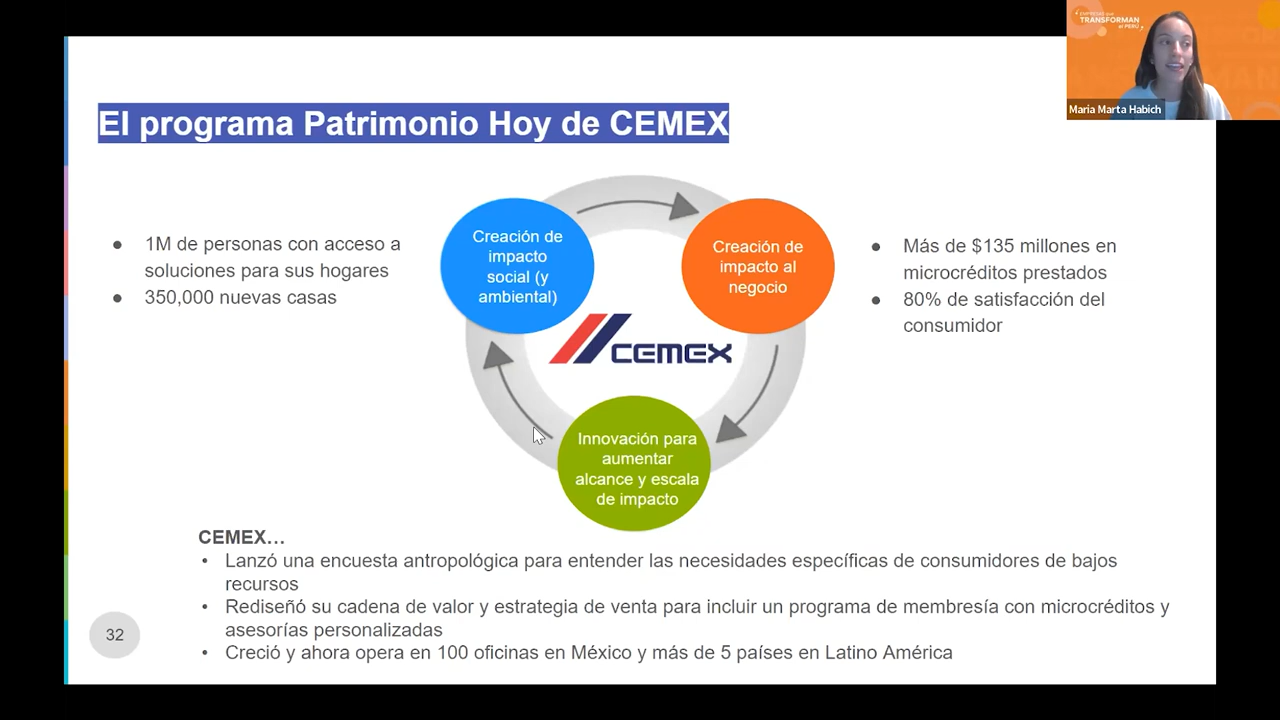 EMPRESAS que
TRANSFORMAN
el PERÚ
Maria Marta Habich
El programa Patrimonio Hoy de CEMEX
● 1M de personas con acceso a
soluciones para sus hogares
● 350,000 nuevas casas
Creación de
impacto
social (y
ambiental)
Creación de
impacto al
negocio
● Más de $135 millones en
microcréditos prestados
● 80% de satisfacción del
consumidor
CEMEX
Innovación para
aumentar
alcance y escala
de impacto
CEMEX…
• Lanzó una encuesta antropológica para entender las necesidades específicas de consumidores de bajos
recursos
• Rediseñó su cadena de valor y estrategia de venta para incluir un programa de membresía con microcréditos y
asesorías personalizadas
• Creció y ahora opera en 100 oficinas en México y más de 5 países en Latino América
32